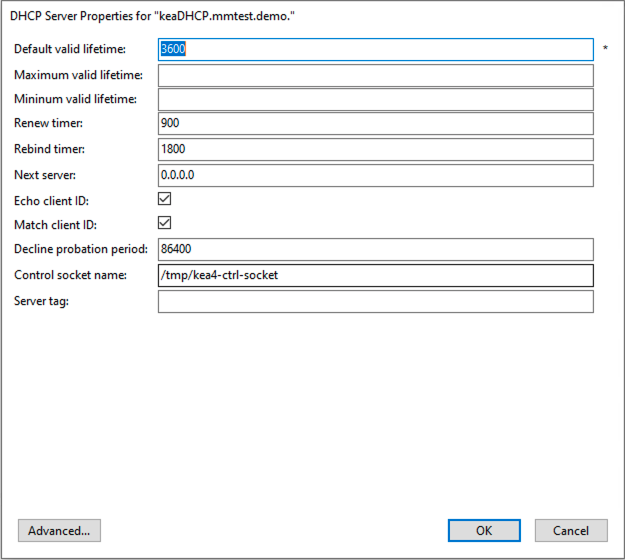 DHCP Server Properties for "keaDHCP.mmtest.demo."
Default valid lifetime: 3600 *
Maximum valid lifetime:
Mininum valid lifetime:
Renew timer: 900
Rebind timer: 1800
Next server: 0.0.0.0
Echo client ID:
Match client ID:
Decline probation period: 86400
Control socket name: /tmp/kea4-ctrl-socket
Server tag:
Advanced... OK Cancel